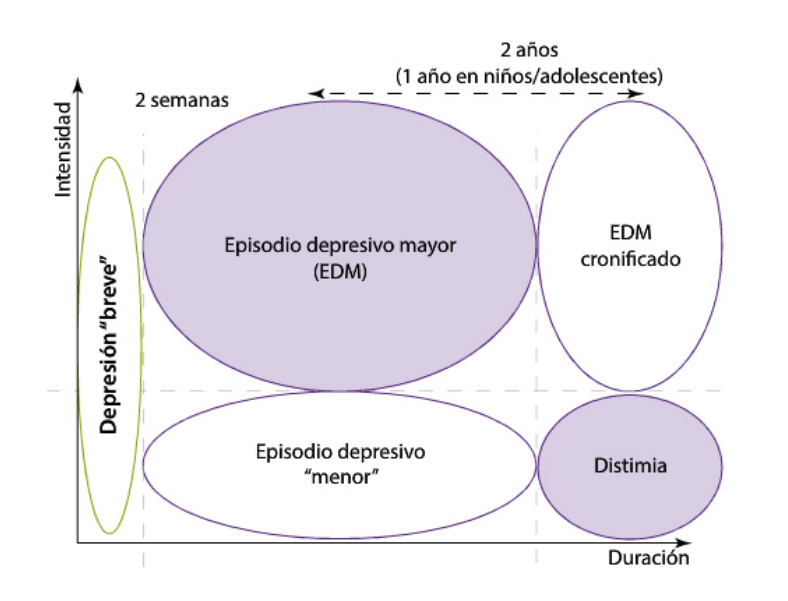 2 años
(1 año en niños/adolescentes)
2 semanas
Intensidad
Depresión “breve”
Episodio depresivo mayor
(EDM)
EDM
cronificado
Episodio depresivo
“menor”
Distimia
Duración